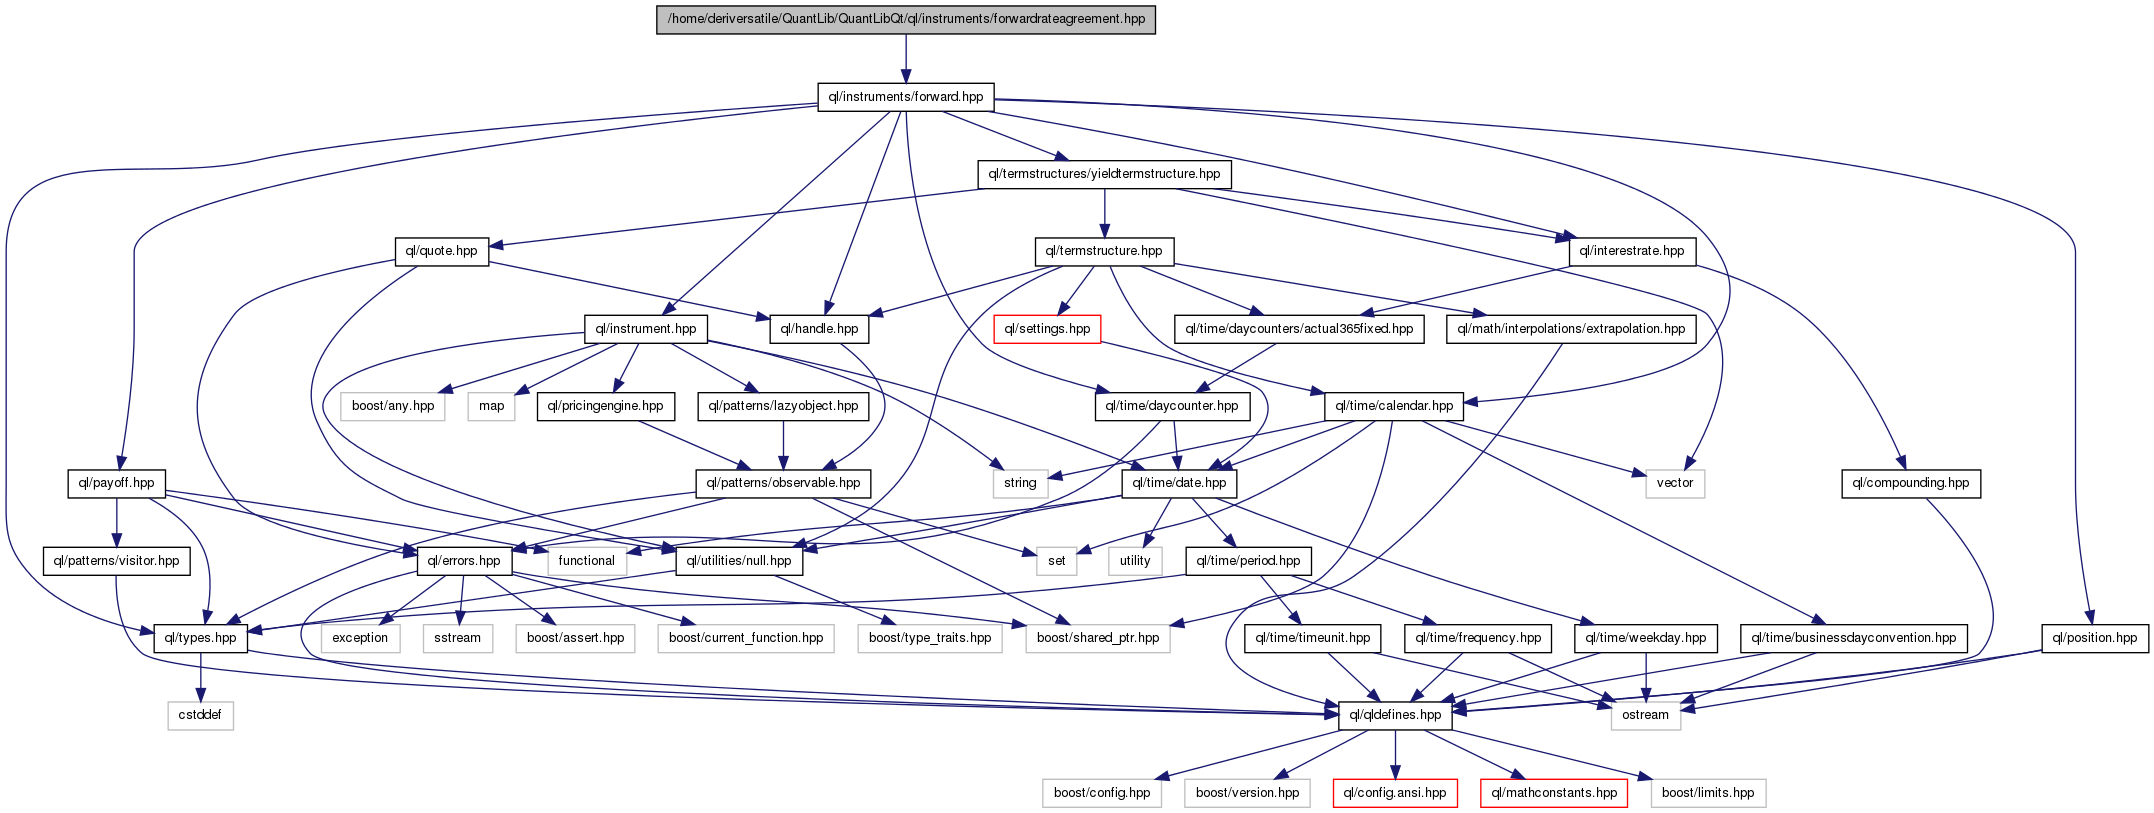 /home/deriversatile/QuantLib/QuantLibQt/ql/instruments/forwardrateagreement.hpp
ql/instruments/forward.hpp
ql/termstructures/yieldtermstructure.hpp
ql/quote.hpp
ql/termstructure.hpp
ql/interestrate.hpp
ql/instrument.hpp
ql/handle.hpp
ql/settings.hpp
ql/time/daycounters/actual365fixed.hpp
ql/math/interpolations/extrapolation.hpp
boost/any.hpp
map
ql/pricingengine.hpp
ql/patterns/lazyobject.hpp
ql/time/daycounter.hpp
ql/time/calendar.hpp
ql/payoff.hpp
ql/patterns/observable.hpp
string
ql/time/date.hpp
vector
ql/compounding.hpp
ql/patterns/visitor.hpp
ql/errors.hpp
functional
ql/utilities/null.hpp
set
utility
ql/time/period.hpp
ql/types.hpp
exception
sstream
boost/assert.hpp
boost/current_function.hpp
boost/type_traits.hpp
boost/shared_ptr.hpp
ql/time/timeunit.hpp
ql/time/frequency.hpp
ql/time/weekday.hpp
ql/time/businessdayconvention.hpp
ql/position.hpp
cstddef
ql/qldefines.hpp
ostream
boost/config.hpp
boost/version.hpp
ql/config.ansi.hpp
ql/mathconstants.hpp
boost/limits.hpp